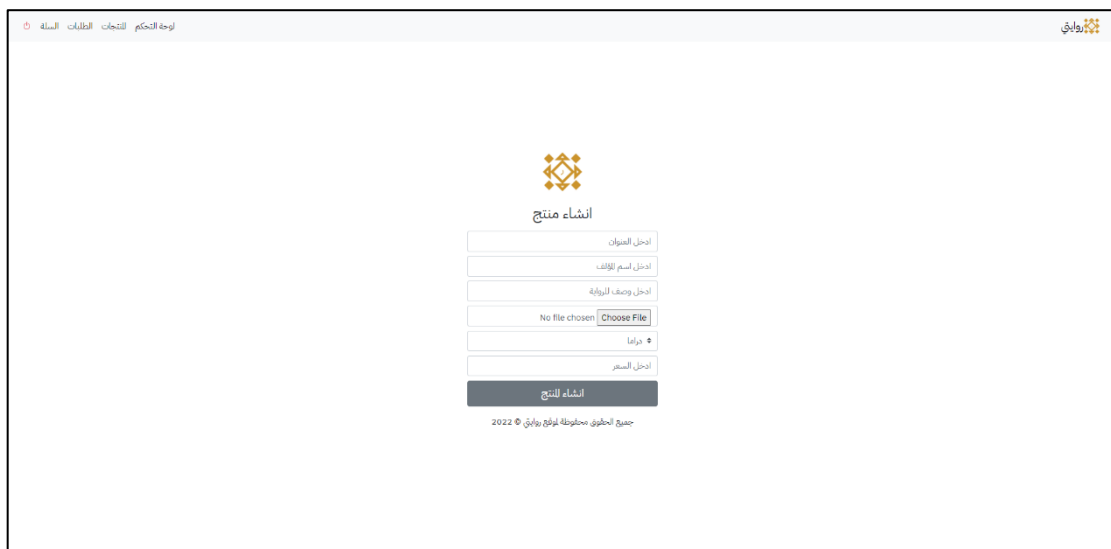 روايتي
لوحة التحكم المنتجات الطلبات السلة
انشاء منتج
ادخل العنوان
ادخل اسم المؤلف
ادخل وصف للرواية
Choose File No file chosen
دراما
ادخل السعر
انشاء المنتج
جميع الحقوق محفوظة لموقع روايتي © 2022